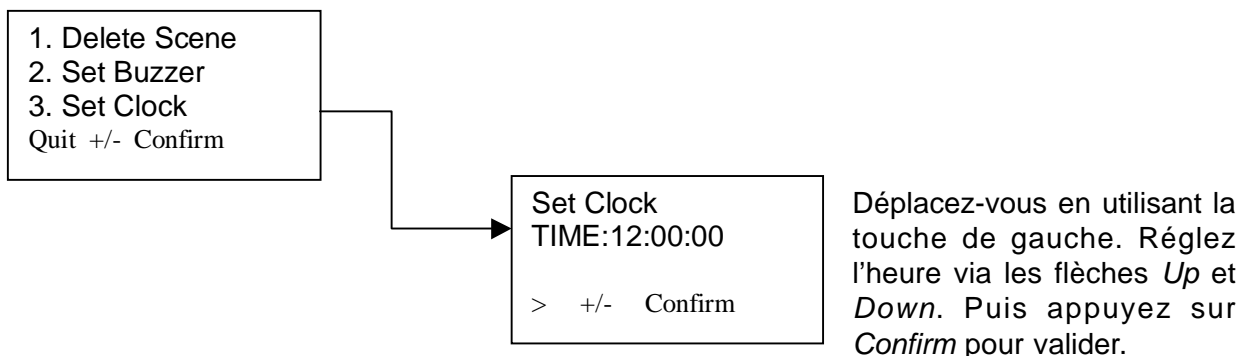 1. Delete Scene
2. Set Buzzer
3. Set Clock
Quit +/- Confirm
Set Clock
TIME:12:00:00
> +/- Confirm
Déplacez-vous en utilisant la
touche de gauche. Réglez
l'heure via les flèches Up et
Down. Puis appuyez sur
Confirm pour valider.